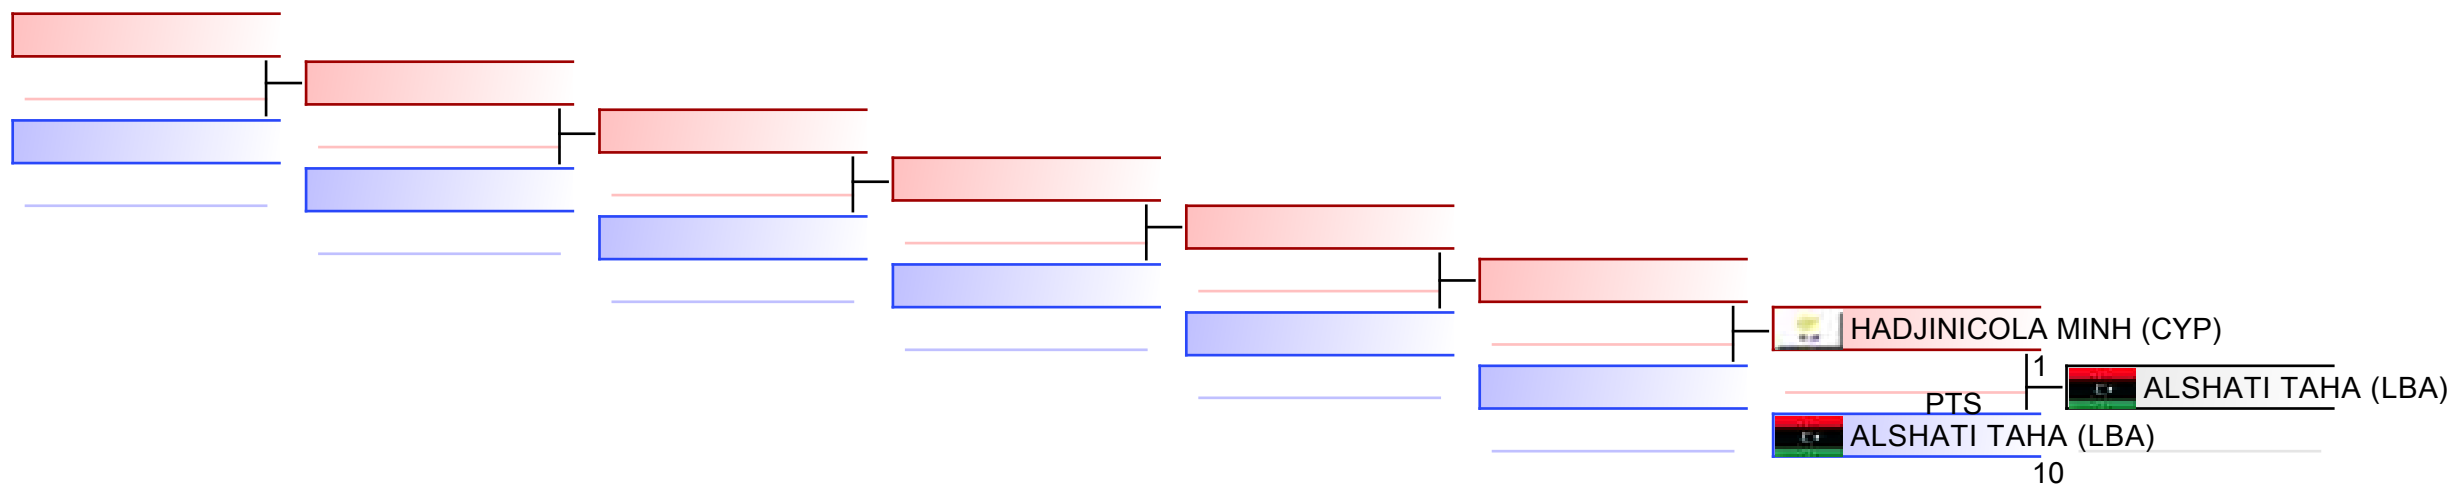 HADJINICOLA MINH (CYP)
1
ALSHATI TAHA (LBA)
PTS
ALSHATI TAHA (LBA)
10